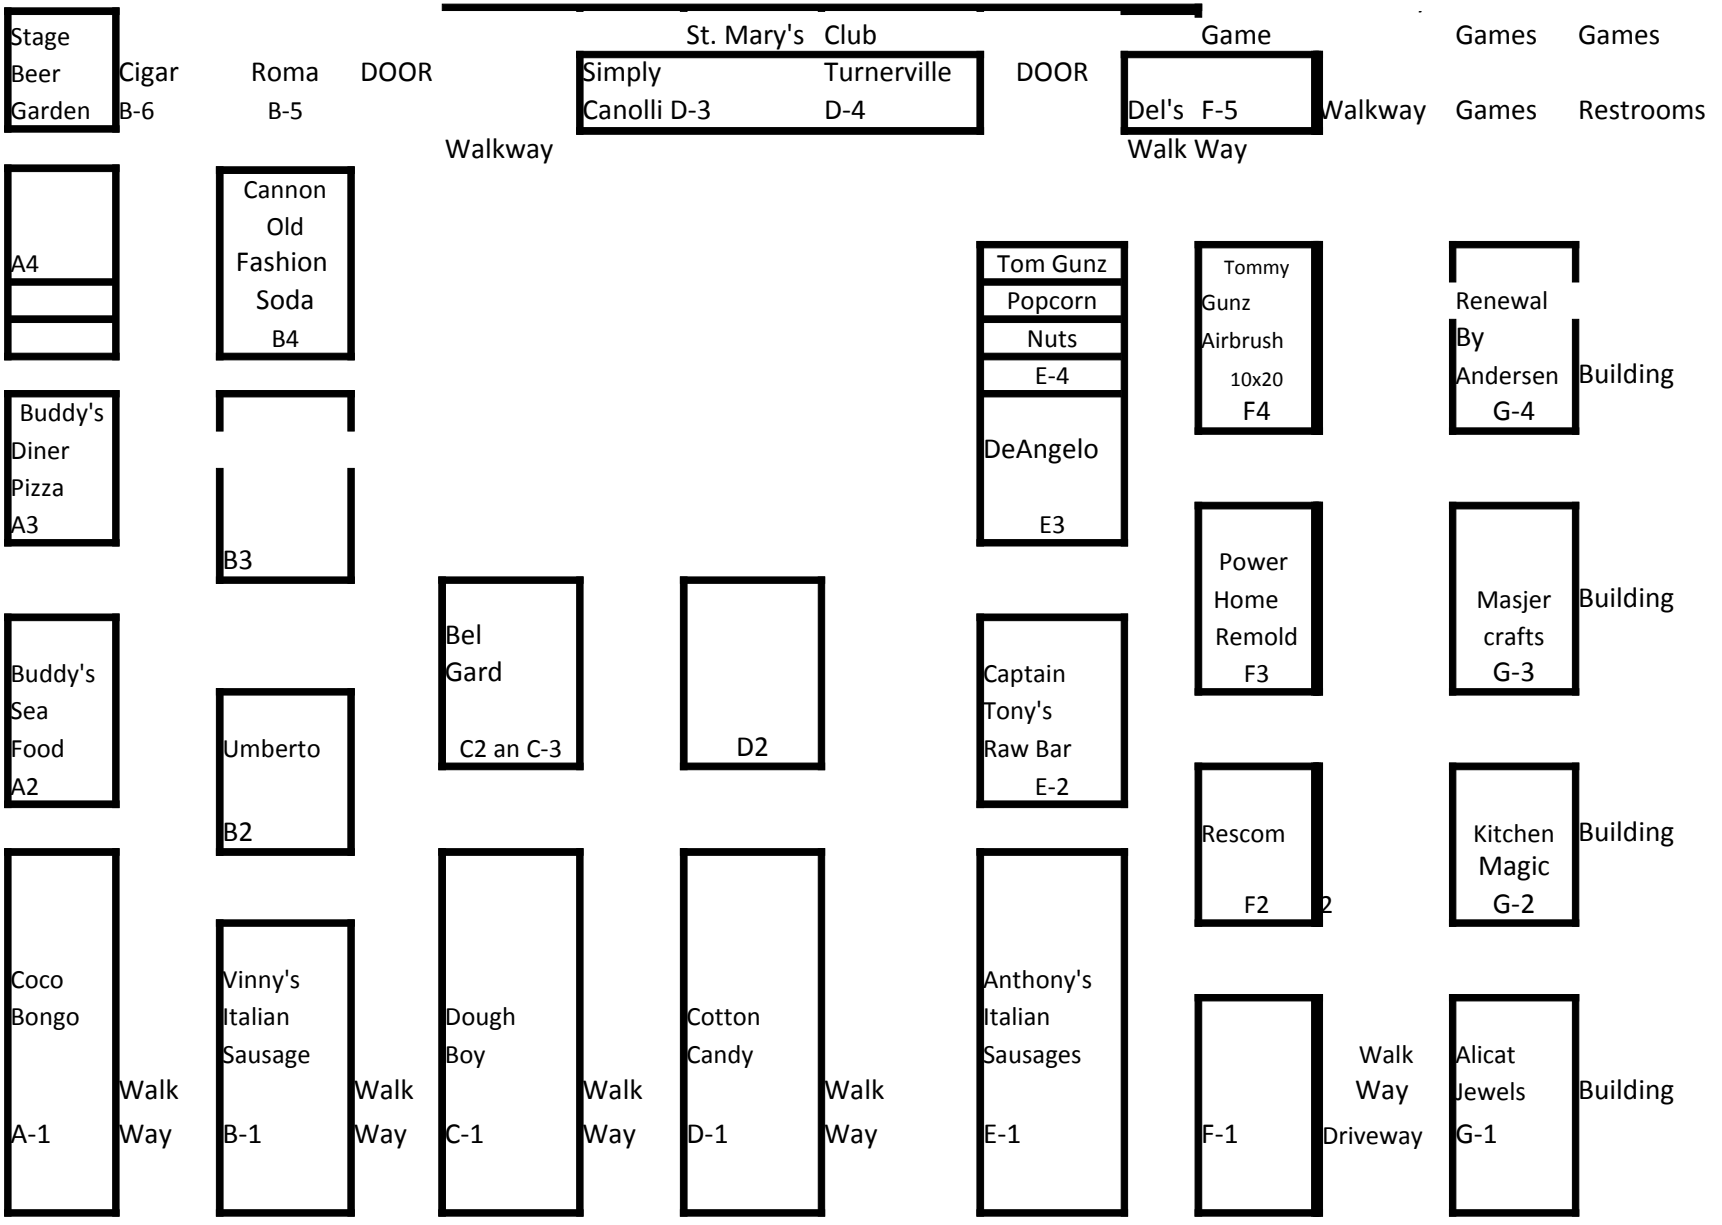 St. Mary's Club Game Games Games
Stage
Beer
Garden
Cigar
B-6
Roma
B-5
DOOR
Simply
Canolli D-3
Turnerville
D-4
DOOR
Del's F-5
Walkway
Games
Restrooms
Walkway
Walk Way
A4
Cannon
Old
Fashion
Soda
B4
Tom Gunz
Popcorn
Nuts
E-4
Tommy
Gunz
Airbrush
10x20
F4
Renewal
By
Andersen
G-4
Building
Buddy's
Diner
Pizza
A3
B3
DeAngelo
E3
Power
Home
Remold
F3
Masjer
crafts
G-3
Building
Buddy's
Sea
Food
A2
Umberto
B2
Bel
Gard
C2 an C-3
D2
Captain
Tony's
Raw Bar
E-2
Rescom
F2
2
Kitchen
Magic
G-2
Building
Coco
Bongo
A-1
Walk
Way
Vinny's
Italian
Sausage
B-1
Walk
Way
Dough
Boy
C-1
Walk
Way
Cotton
Candy
D-1
Walk
Way
Anthony's
Italian
Sausages
E-1
F-1
Walk
Way
Driveway
Alicat
Jewels
G-1
Building